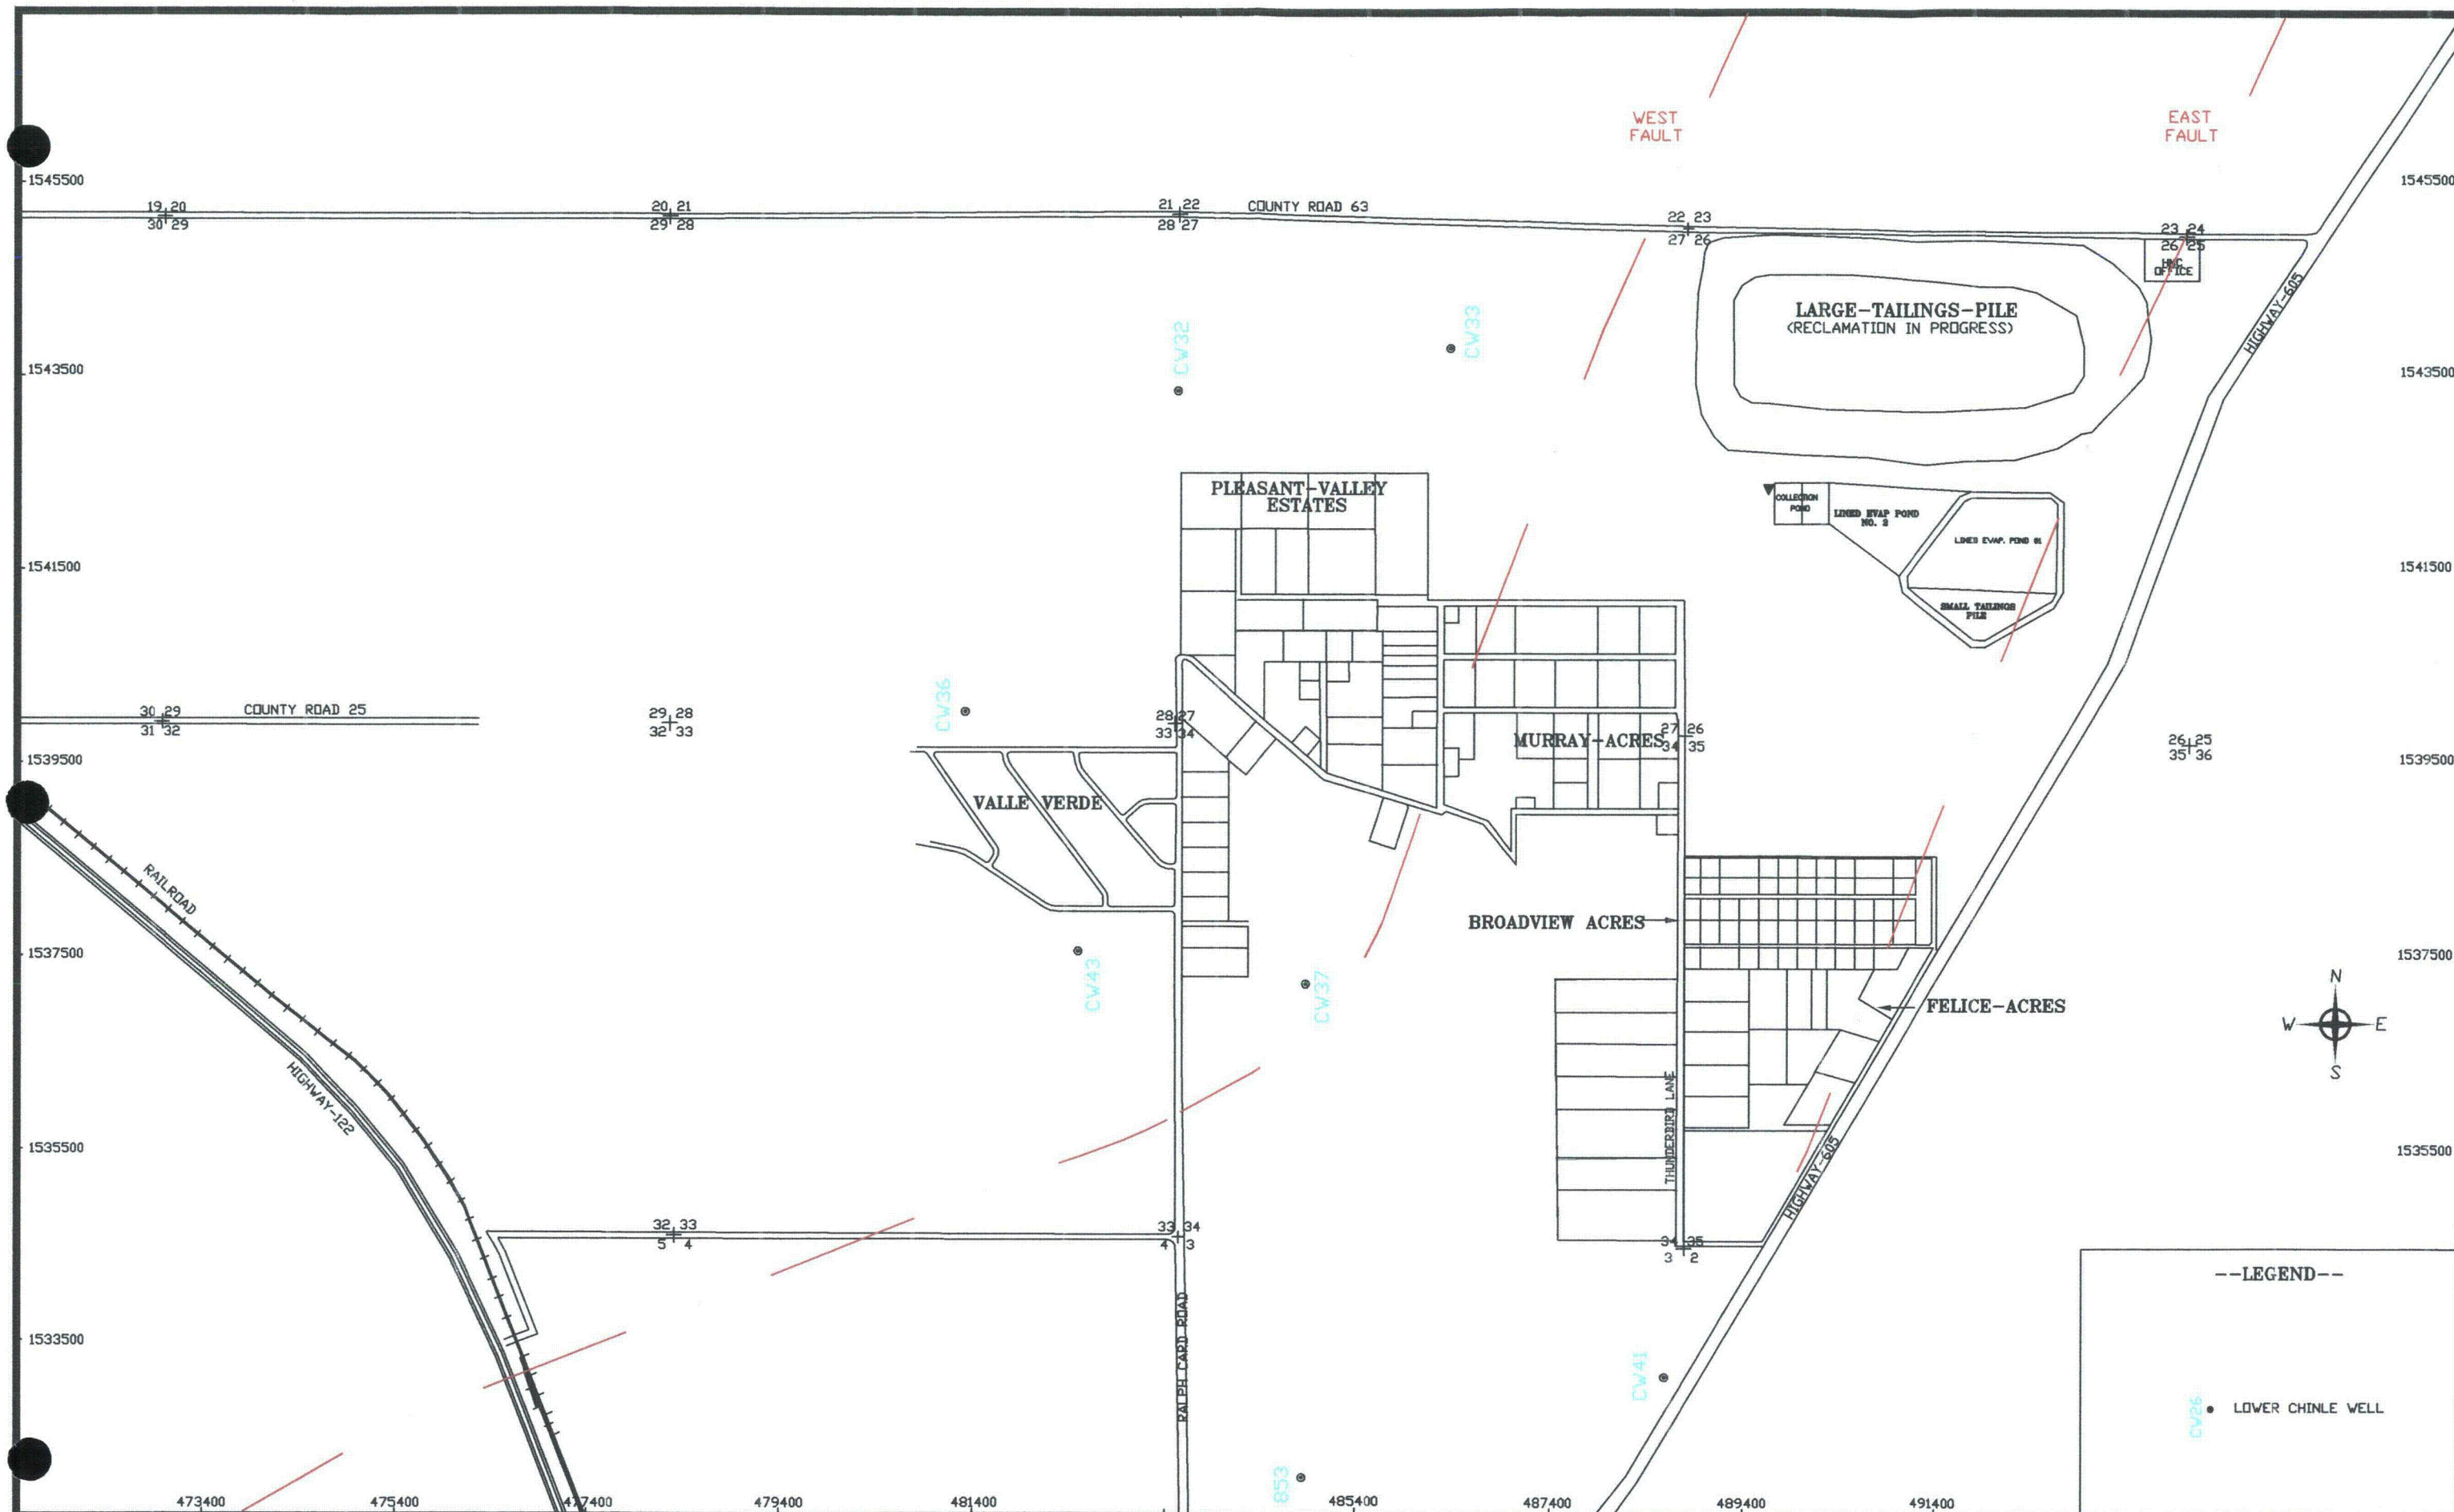 WEST
FAULT
EAST
FAULT
1545500
1545500
19 20
30 29
20 21
29 28
21 22
28 27
COUNTY ROAD 63
22 23
27 26
23 24
26 25
HMC
OFFICE
HIGHWAY-605
LARGE-TAILINGS-PILE
(RECLAMATION IN PROGRESS)
CW32
CW33
1543500
1543500
PLEASANT-VALLEY
ESTATES
COLLECTION
POND
LINED EVAP POND
NO. 2
LINED EVAP. POND #1
SMALL TAILINGS
PILE
1541500
1541500
CW36
30 29
31 32
COUNTY ROAD 25
29 28
32 33
28 27
33 34
MURRAY-ACRES
27 26
34 35
26 25
35 36
1539500
1539500
VALLE VERDE
RAILROAD
BROADVIEW ACRES
1537500
1537500
CW43
CW37
FELICE-ACRES
N
W E
S
HIGHWAY-122
THUNDERBIRD LANE
1535500
1535500
HIGHWAY-605
32 33
5 4
33 34
4 3
34 35
3 2
--LEGEND--
RALPH CARD ROAD
1533500
CW41
CW26
LOWER CHINLE WELL
853
473400
475400
477400
479400
481400
485400
487400
489400
491400